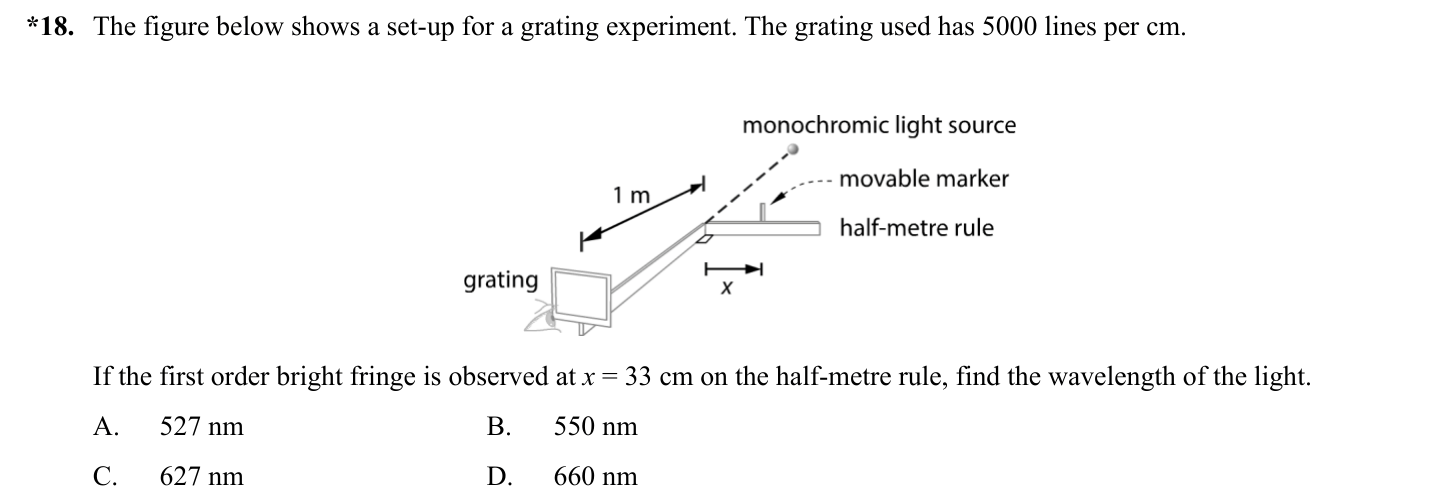 *18. The figure below shows a set-up for a grating experiment. The grating used has 5000 lines per cm.
monochromic light source
1 m
movable marker
half-metre rule
grating
x
If the first order bright fringe is observed at x = 33 cm on the half-metre rule, find the wavelength of the light.
A. 527 nm B. 550 nm
C. 627 nm D. 660 nm